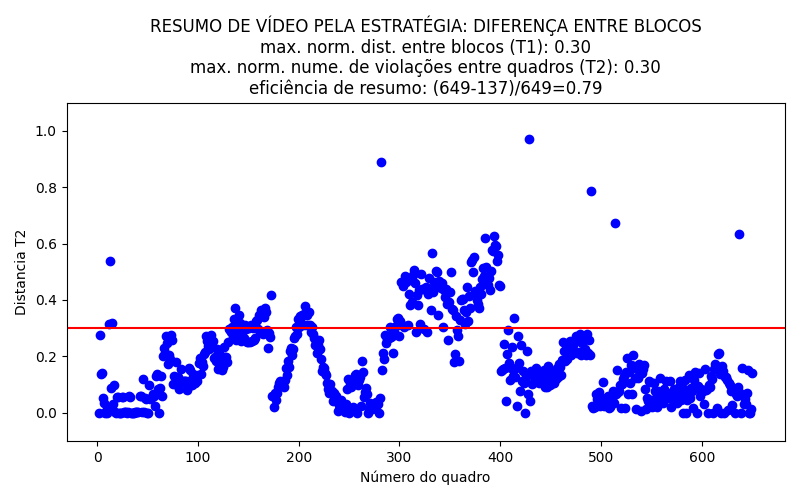 RESUMO DE VÍDEO PELA ESTRATÉGIA: DIFERENÇA ENTRE BLOCOS
max. norm. dist. entre blocos (T1): 0.30
max. norm. nume. de violações entre quadros (T2): 0.30
eficiência de resumo: (649-137)/649=0.79
Distancia T2
1.0
0.8
0.6
0.4
0.2
0.0
0 100 200 300 400 500 600
Número do quadro